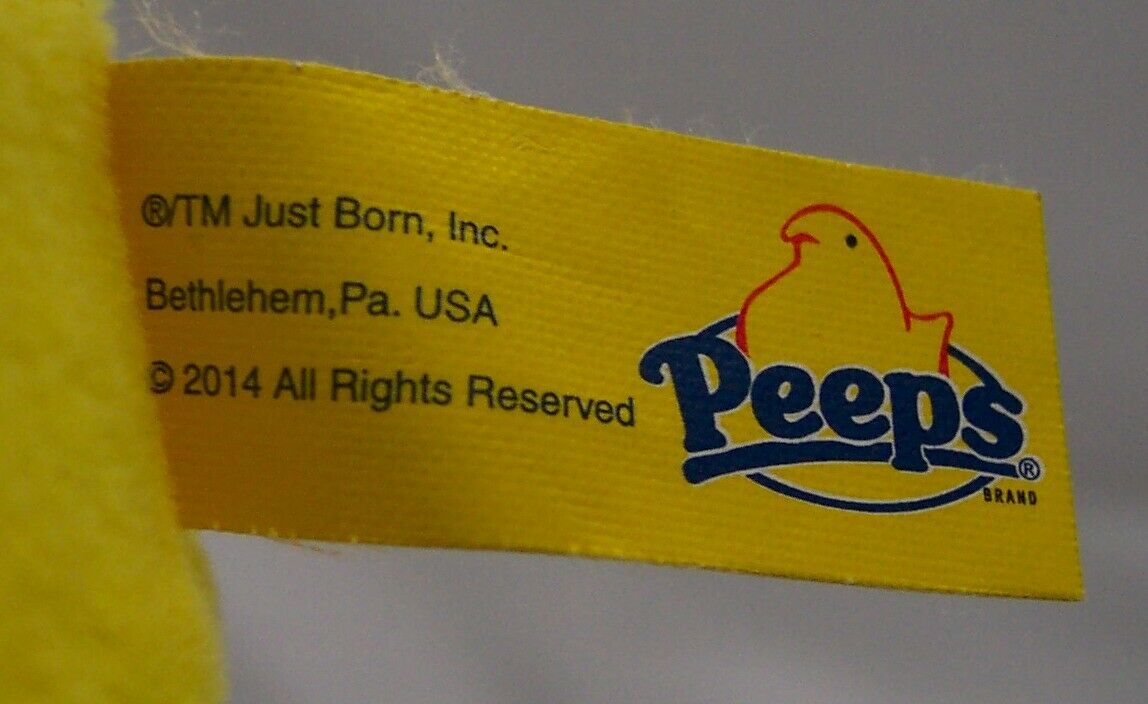 ®/TM Just Born, Inc.
Bethlehem,Pa. USA
© 2014 All Rights Reserved
Peeps®
BRAND